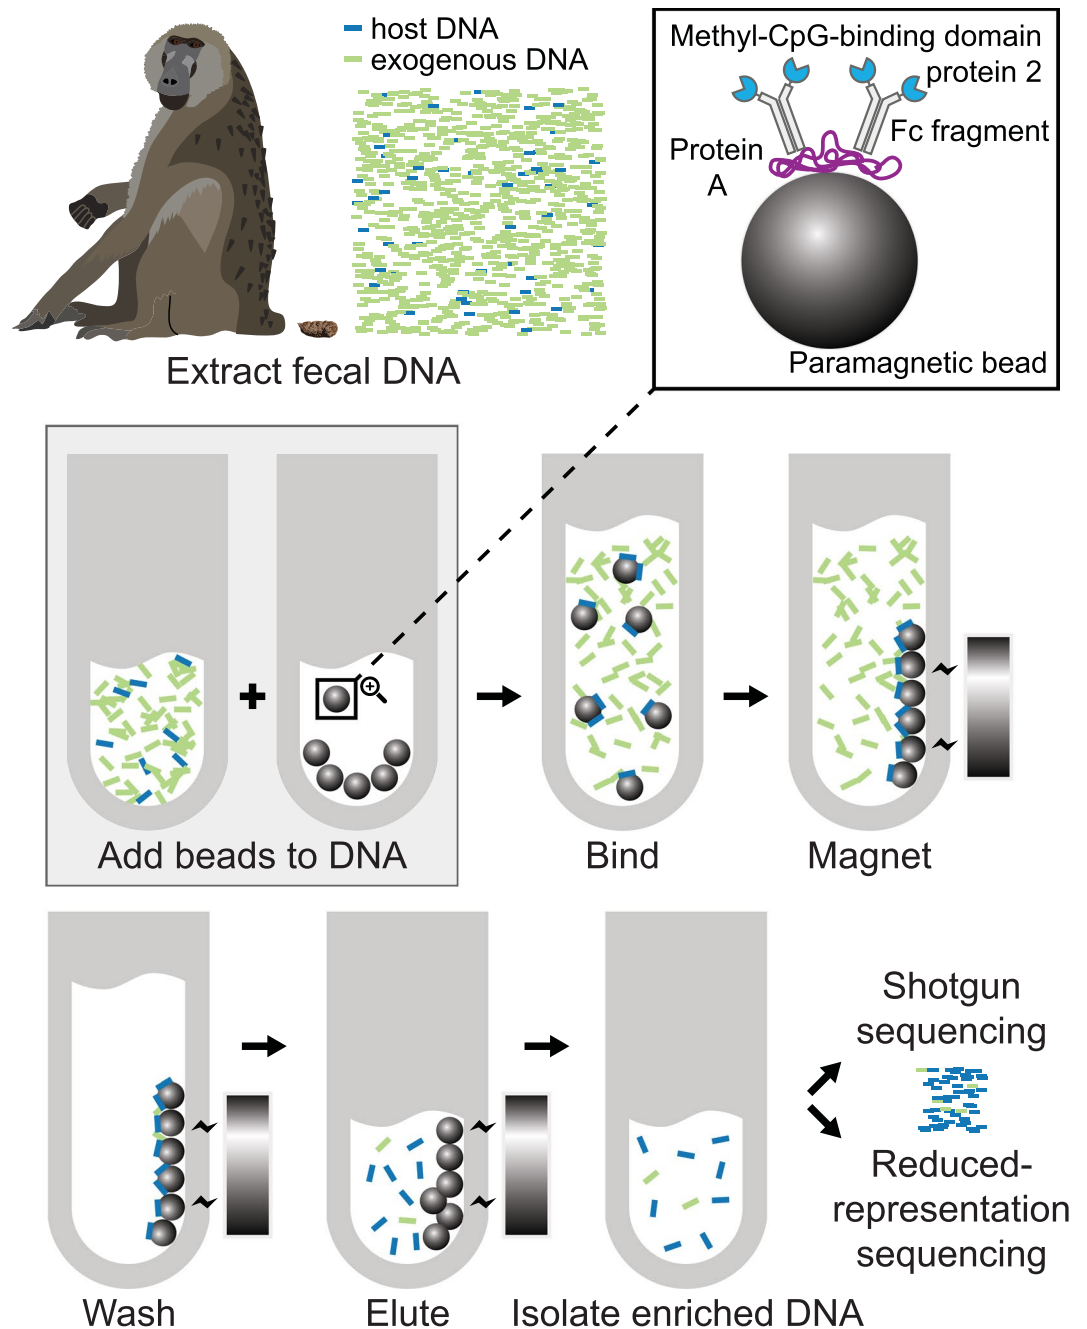 host DNA
exogenous DNA
Extract fecal DNA
Methyl-CpG-binding domain
protein 2
Fc fragment
Protein
A
Paramagnetic bead
+
Add beads to DNA
Bind
Magnet
Wash
Elute
Isolate enriched DNA
Shotgun
sequencing
Reduced-
representation
sequencing